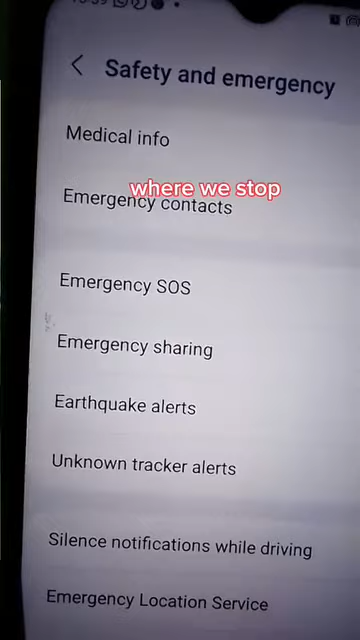 Safety and emergency
Medical info
where we stop
Emergency contacts
Emergency SOS
Emergency sharing
Earthquake alerts
Unknown tracker alerts
Silence notifications while driving
Emergency Location Service